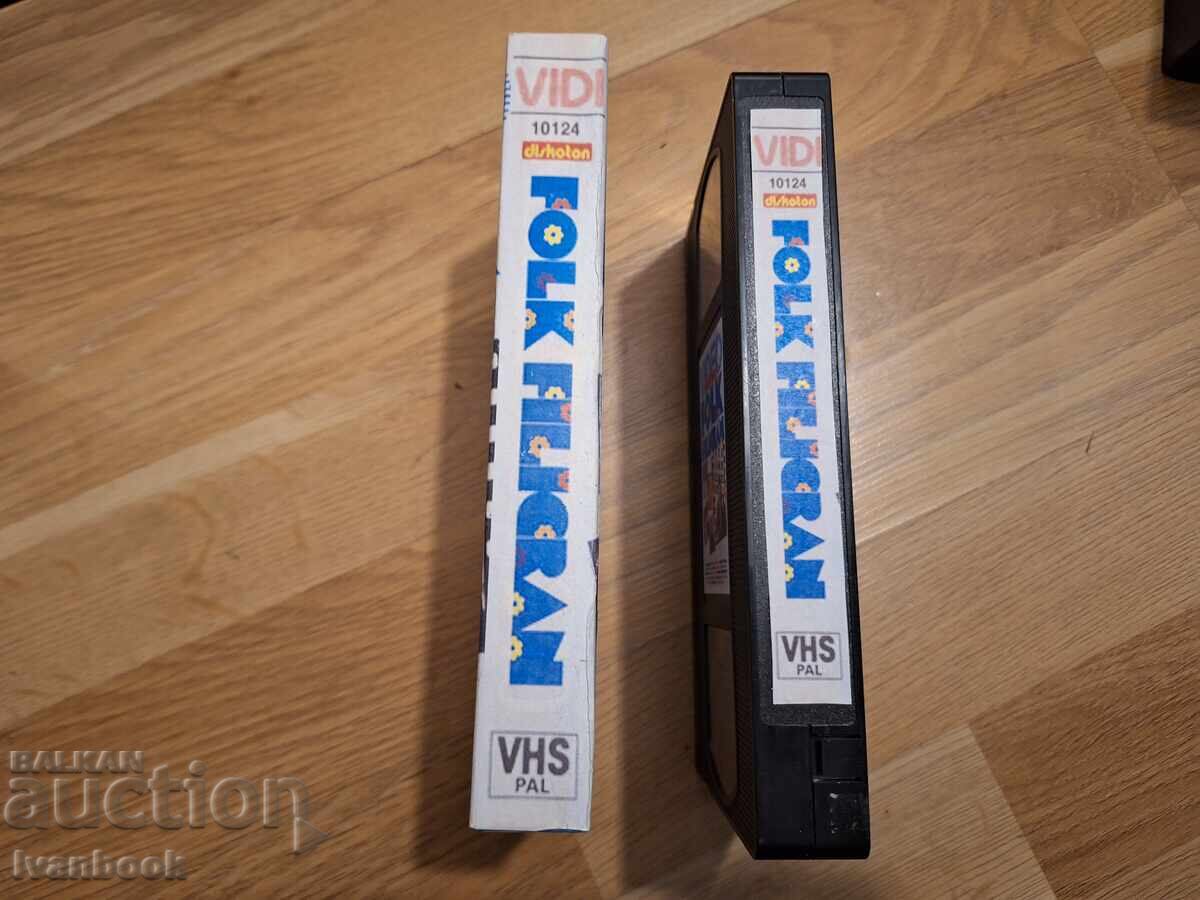 VIDI
10124
diskoton
FOLK FILIGRAN
VHS
PAL
VIDI
10124
diskoton
FOLK FILIGRAN
VHS
PAL
BALKAN
auction
Ivanbook